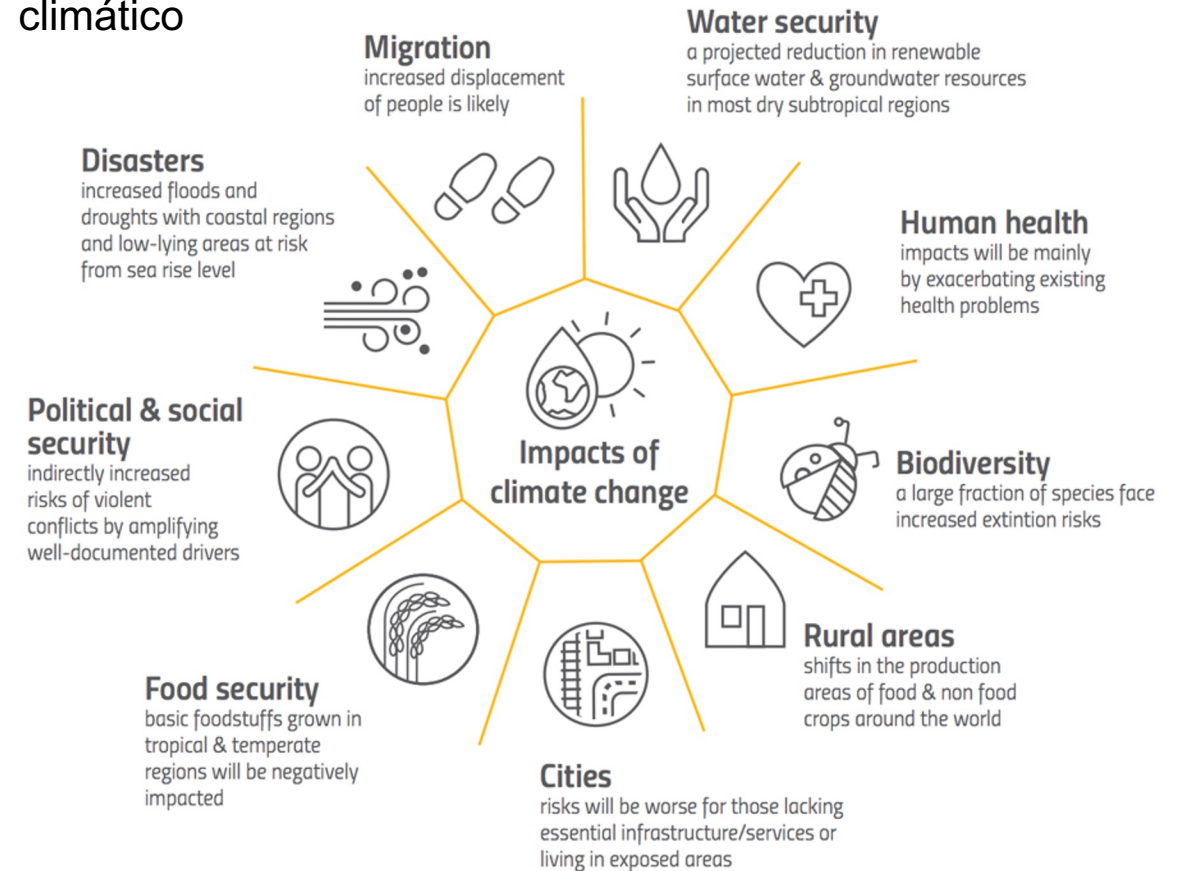 climático
Migration
increased displacement
of people is likely
Water security
a projected reduction in renewable
surface water & groundwater resources
in most dry subtropical regions
Disasters
increased floods and
droughts with coastal regions
and low-lying areas at risk
from sea rise level
Human health
impacts will be mainly
by exacerbating existing
health problems
Impacts of
climate change
Political & social
security
indirectly increased
risks of violent
conflicts by amplifying
well-documented drivers
Biodiversity
a large fraction of species face
increased extintion risks
Rural areas
shifts in the production
areas of food & non food
crops around the world
Food security
basic foodstuffs grown in
tropical & temperate
regions will be negatively
impacted
Cities
risks will be worse for those lacking
essential infrastructure/services or
living in exposed areas